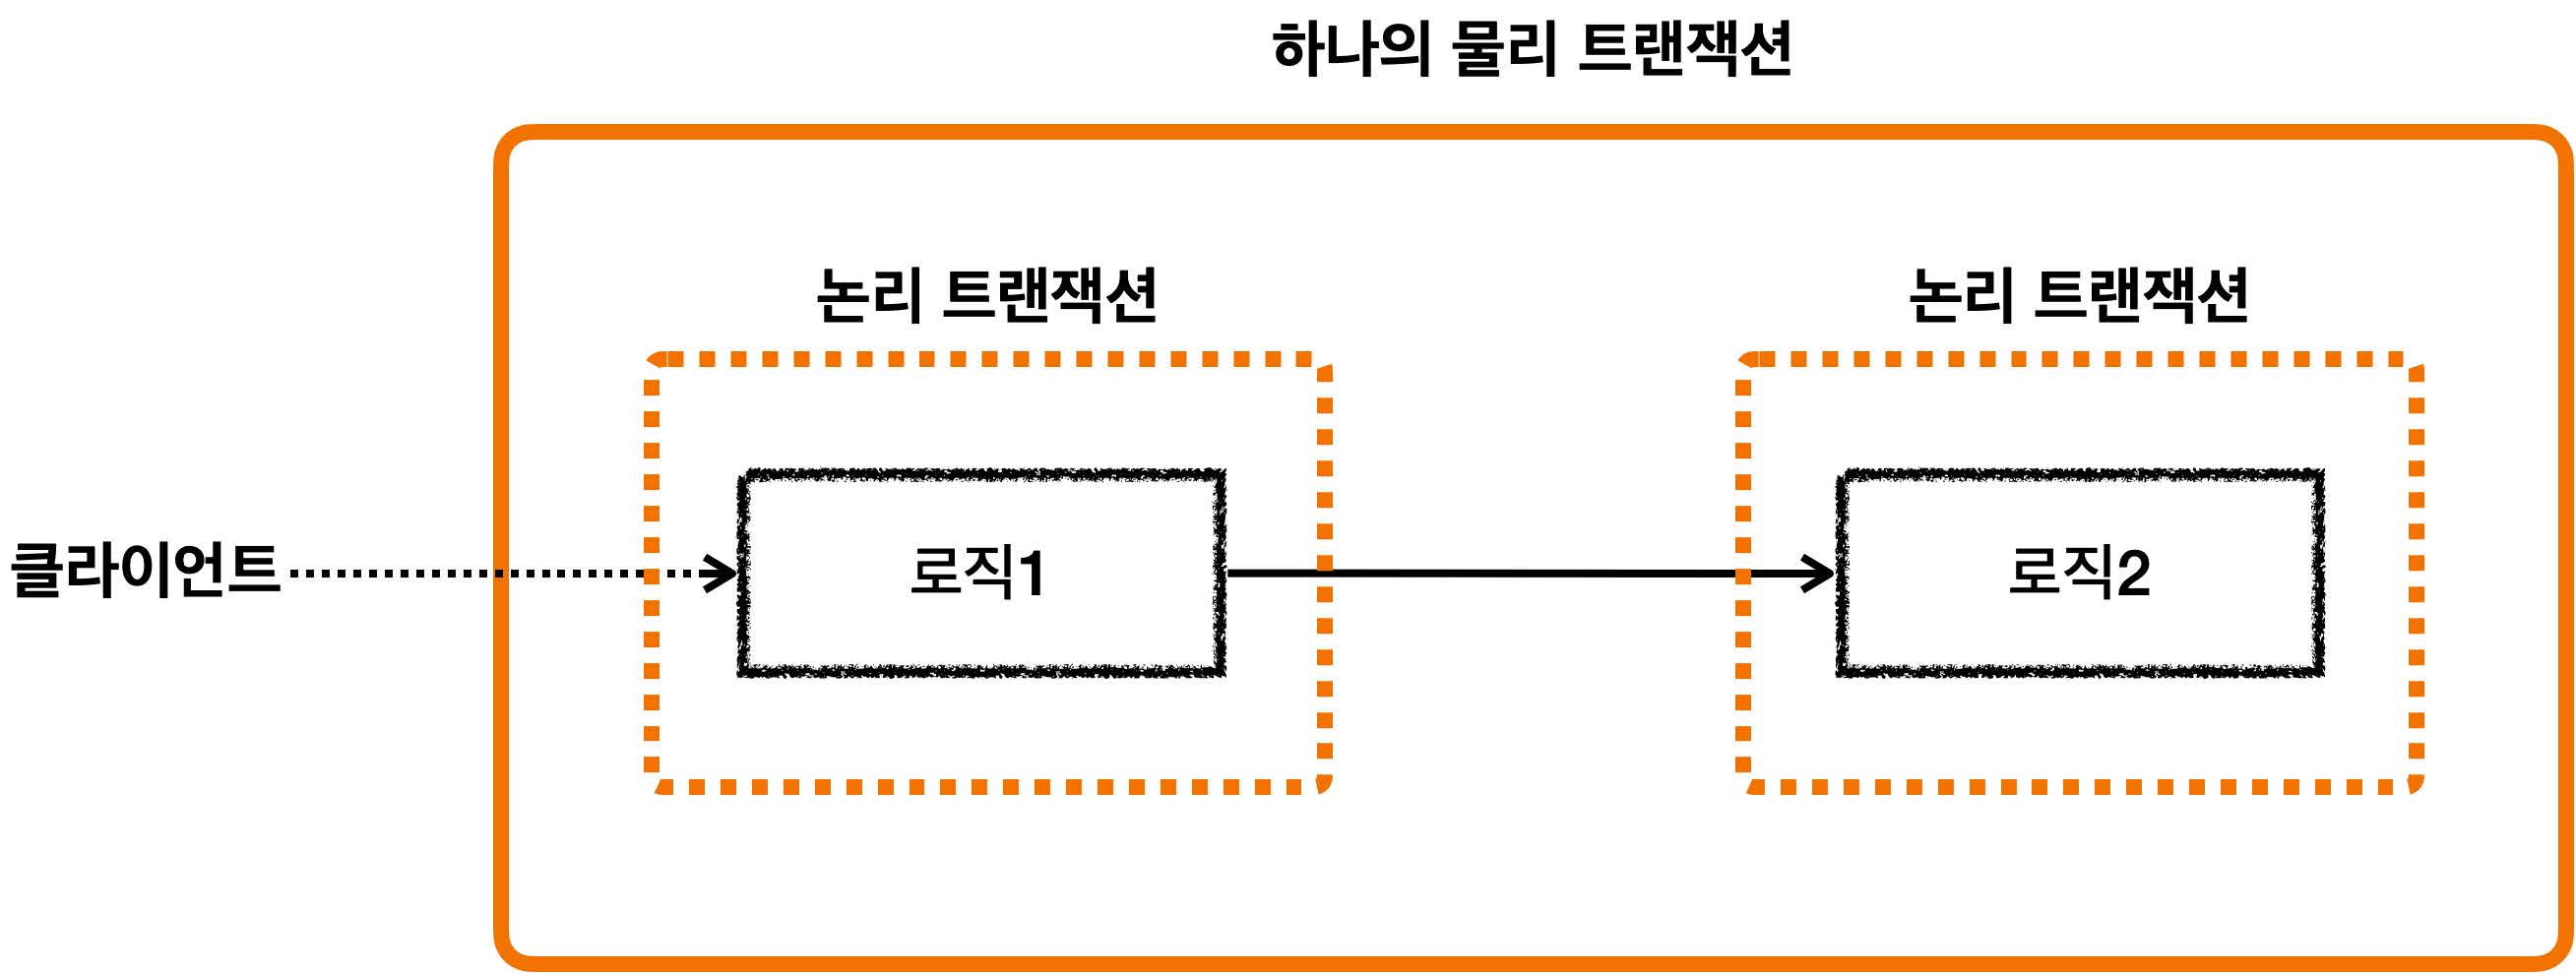 하나의 물리 트랜잭션
논리 트랜잭션
논리 트랜잭션
클라이언트
로직1
로직2